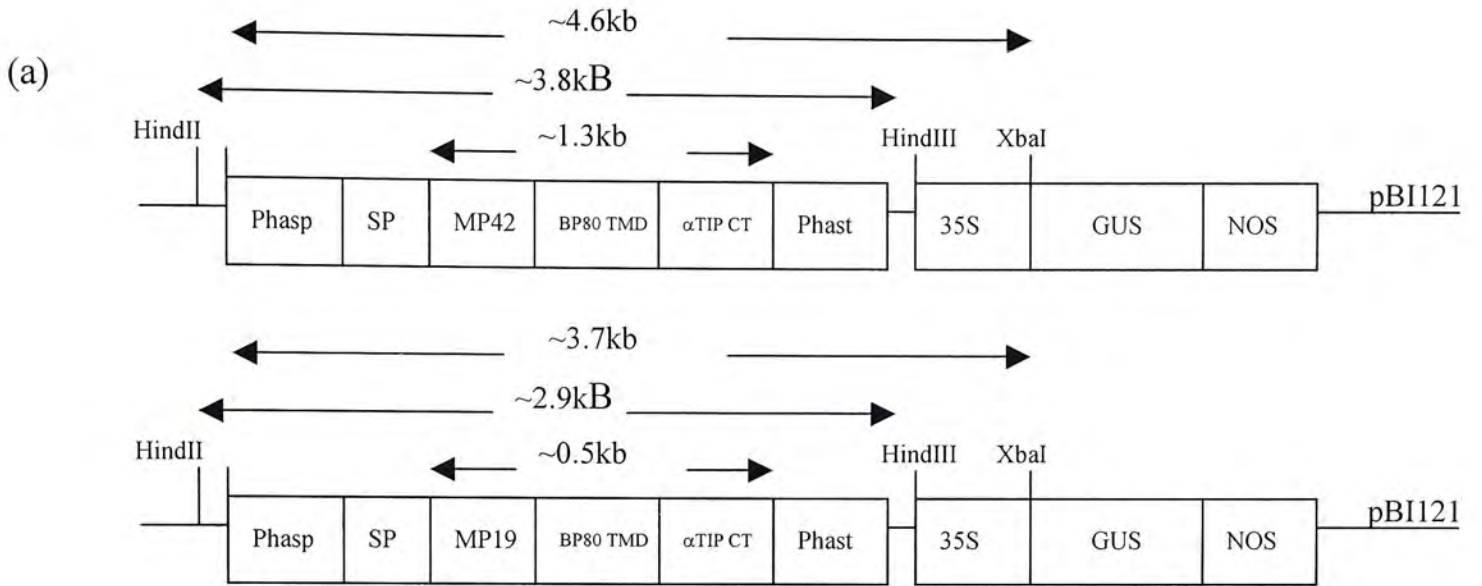 ~4.6kb
(a)
~3.8kB
HindII
~1.3kb
HindIII XbaI
pBI121
Phasp SP MP42 BP80 TMD αTIP CT Phast 35S GUS NOS
~3.7kb
~2.9kB
HindII
~0.5kb
HindIII XbaI
pBI121
Phasp SP MP19 BP80 TMD αTIP CT Phast 35S GUS NOS